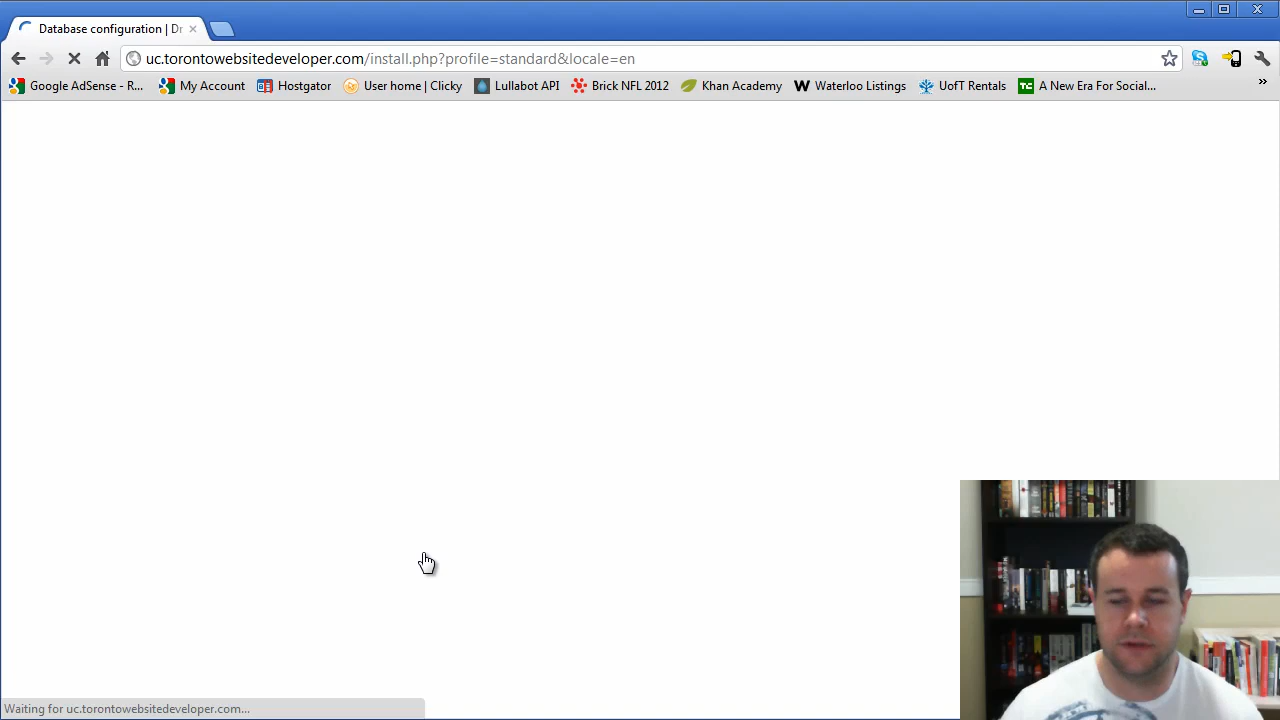 Database configuration | Dr
uc.torontowebsitedeveloper.com/install.php?profile=standard&locale=en
Google AdSense - R... My Account Hostgator User home | Clicky Lullabot API Brick NFL 2012 Khan Academy W Waterloo Listings UofT Rentals TC A New Era For Social... »
Waiting for uc.torontowebsitedeveloper.com...